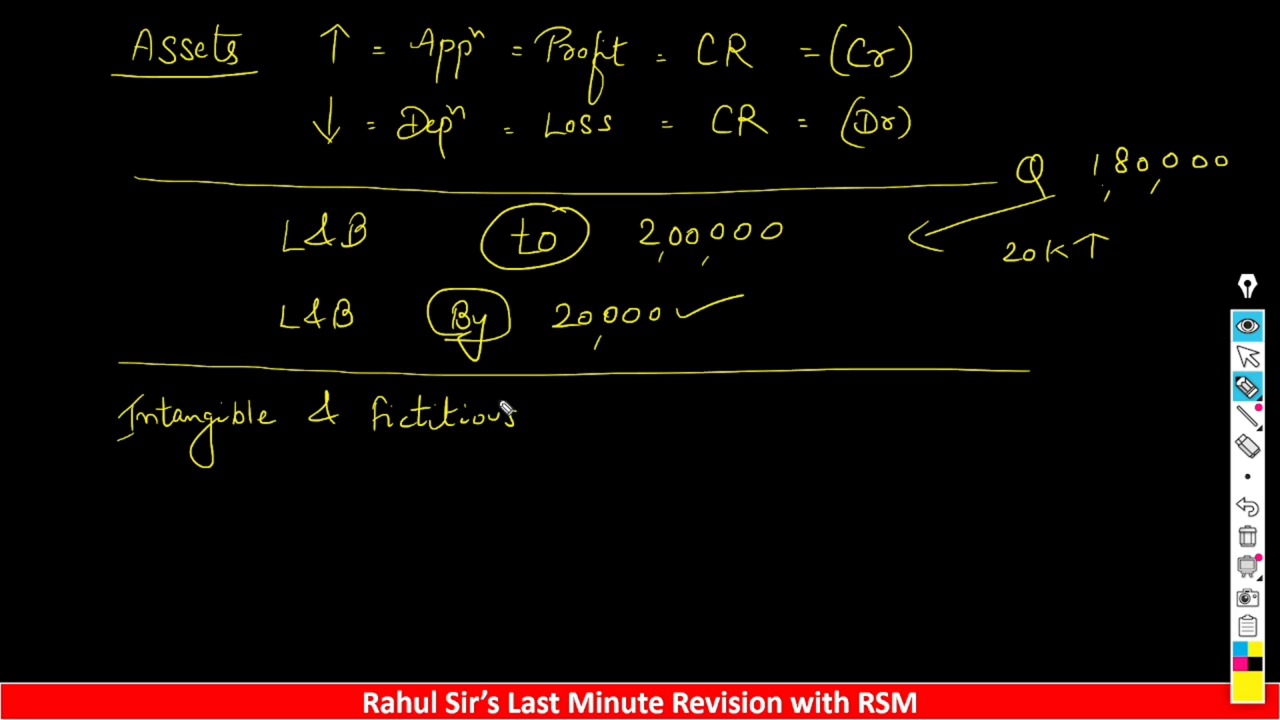 Assets ↑ = Appⁿ = Profit = CR = (Cr)
↓ = Depⁿ = Loss = CR = (Dr)
Q 1,80,000
L&B to 2,00,000
20K↑
L&B By 20,000 ✓
Intangible & fictitious
Rahul Sir's Last Minute Revision with RSM